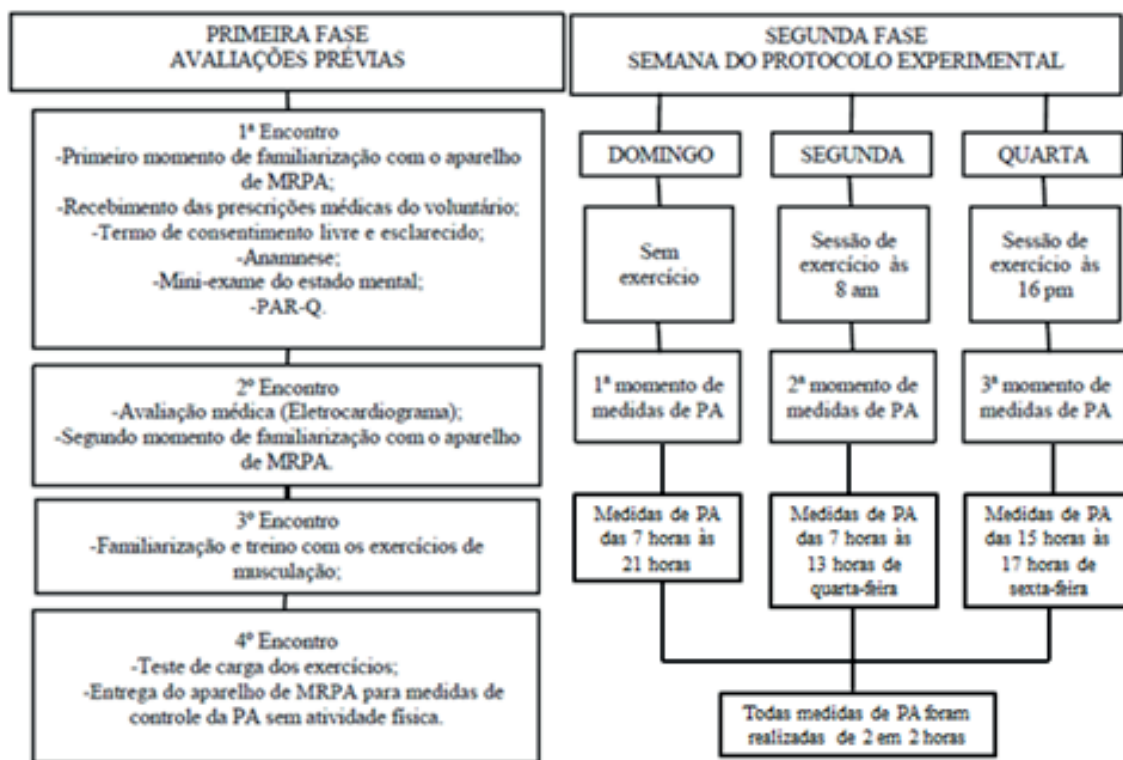 PRIMEIRA FASE
AVALIAÇÕES PRÉVIAS
1ª Encontro
-Primeiro momento de familiarização com o aparelho
de MRPA;
-Recebimento das prescrições médicas do voluntário;
-Termo de consentimento livre e esclarecido;
-Anamnese;
-Mini-exame do estado mental;
-PAR-Q.
2º Encontro
-Avaliação médica (Eletrocardiograma);
-Segundo momento de familiarização com o aparelho
de MRPA.
3º Encontro
-Familiarização e treino com os exercícios de
musculação;
4º Encontro
-Teste de carga dos exercícios;
-Entrega do aparelho de MRPA para medidas de
controle da PA sem atividade física.
SEGUNDA FASE
SEMANA DO PROTOCOLO EXPERIMENTAL
DOMINGO
Sem
exercício
1ª momento de
medidas de PA
Medidas de PA
das 7 horas às
21 horas
SEGUNDA
Sessão de
exercício às
8 am
2ª momento de
medidas de PA
Medidas de PA
das 7 horas às
13 horas de
quarta-feira
QUARTA
Sessão de
exercício às
16 pm
3ª momento de
medidas de PA
Medidas de PA
das 15 horas às
17 horas de
sexta-feira
Todas medidas de PA foram
realizadas de 2 em 2 horas